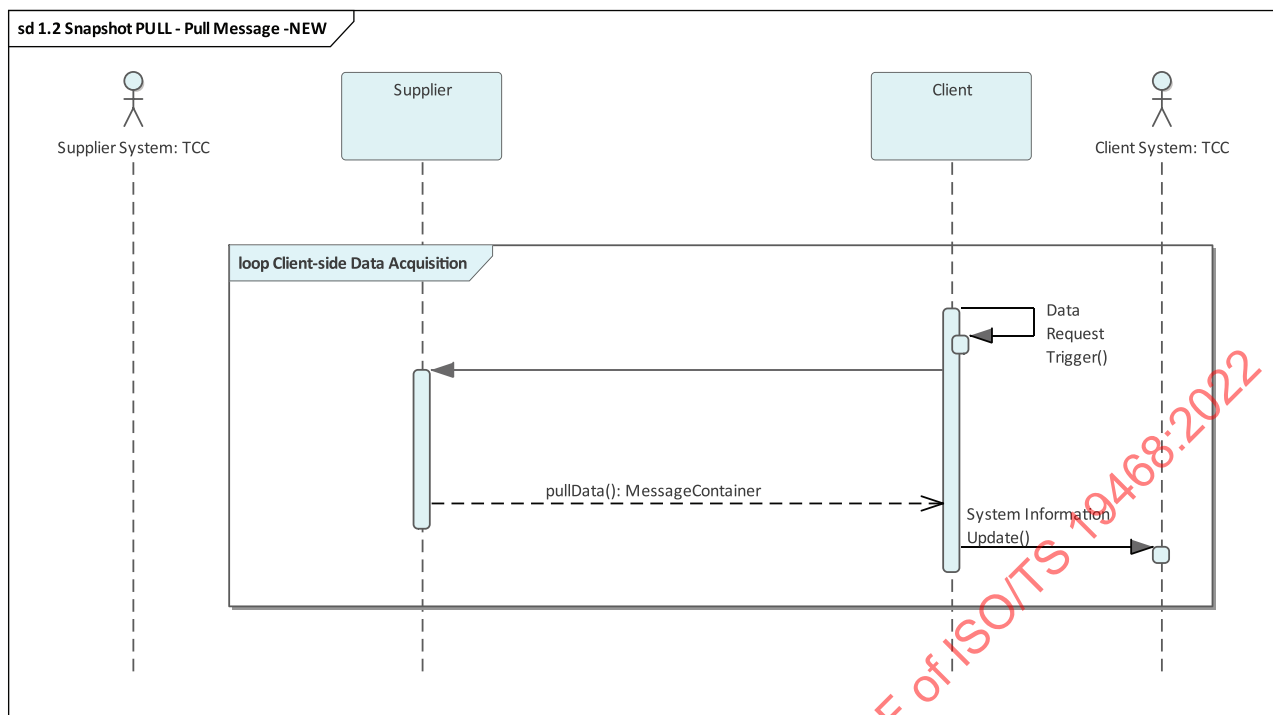 sd 1.2 Snapshot PULL - Pull Message -NEW
Supplier
Client
Supplier System: TCC
Client System: TCC
loop Client-side Data Acquisition
Data
Request
Trigger()
pullData(): MessageContainer
System Information
Update()
of ISO/TS 19468:2022